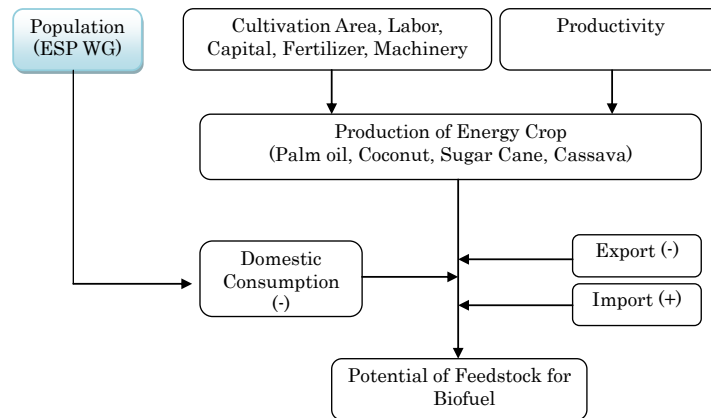 Population
(ESP WG)
Cultivation Area, Labor,
Capital, Fertilizer, Machinery
Productivity
Production of Energy Crop
(Palm oil, Coconut, Sugar Cane, Cassava)
Domestic
Consumption
(-)
Export (-)
Import (+)
Potential of Feedstock for
Biofuel